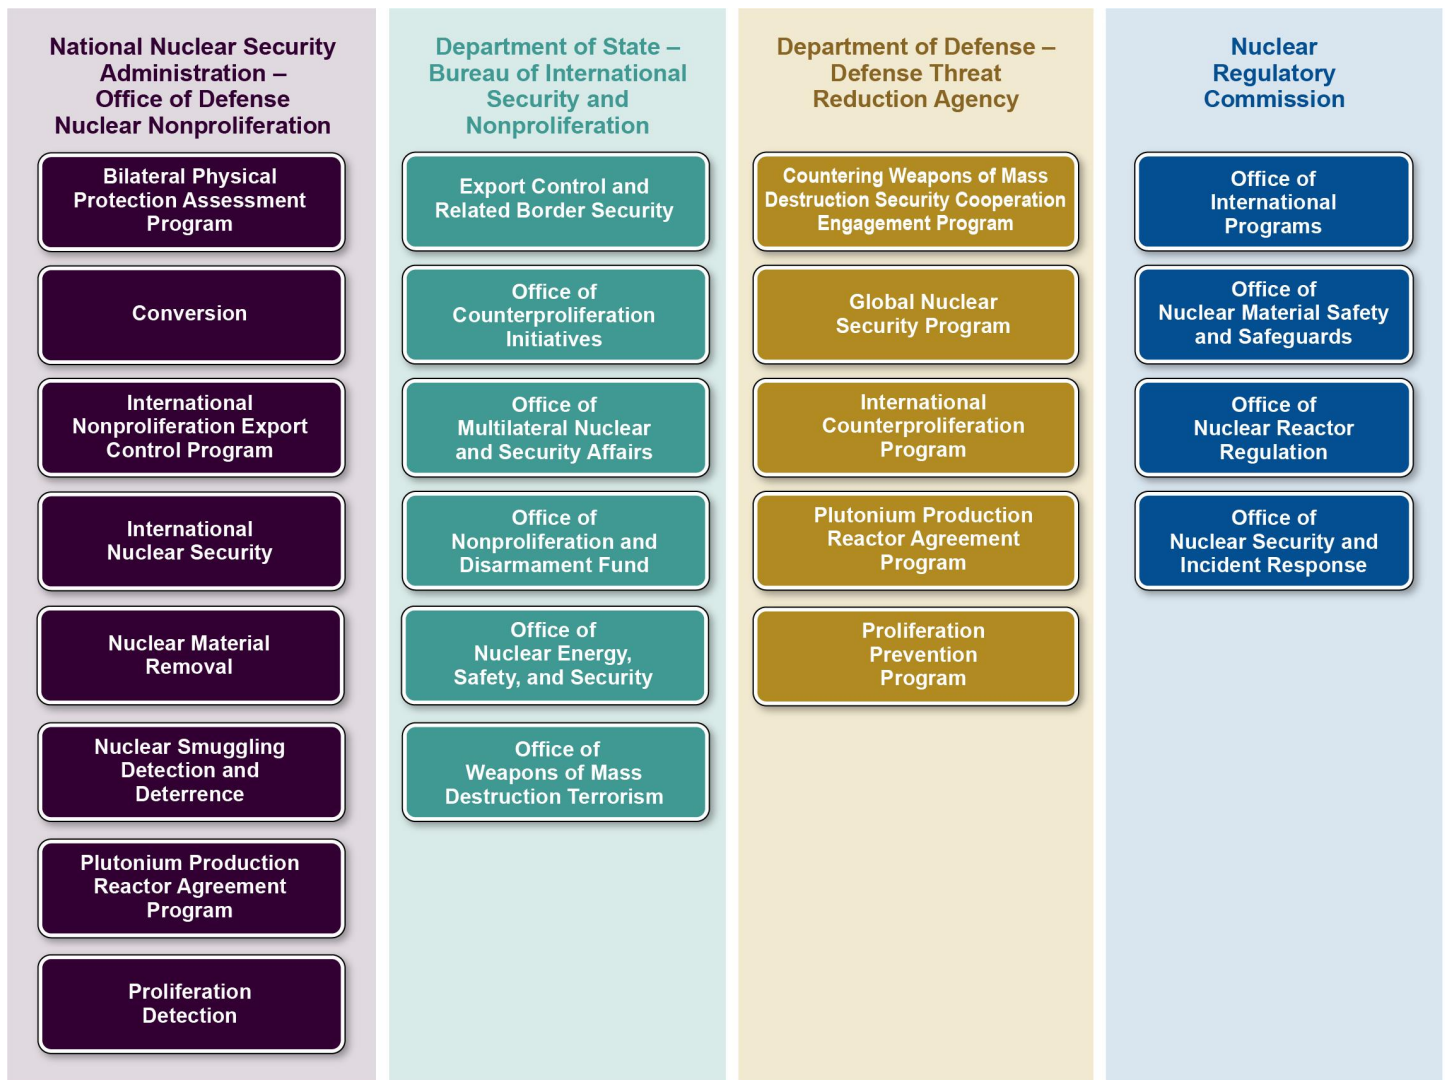 National Nuclear Security
Administration –
Office of Defense
Nuclear Nonproliferation
Bilateral Physical
Protection Assessment
Program
Conversion
International
Nonproliferation Export
Control Program
International
Nuclear Security
Nuclear Material
Removal
Nuclear Smuggling
Detection and
Deterrence
Plutonium Production
Reactor Agreement
Program
Proliferation
Detection
Department of State –
Bureau of International
Security and
Nonproliferation
Export Control and
Related Border Security
Office of
Counterproliferation
Initiatives
Office of
Multilateral Nuclear
and Security Affairs
Office of
Nonproliferation and
Disarmament Fund
Office of
Nuclear Energy,
Safety, and Security
Office of
Weapons of Mass
Destruction Terrorism
Department of Defense –
Defense Threat
Reduction Agency
Countering Weapons of Mass
Destruction Security Cooperation
Engagement Program
Global Nuclear
Security Program
International
Counterproliferation
Program
Plutonium Production
Reactor Agreement
Program
Proliferation
Prevention
Program
Nuclear
Regulatory
Commission
Office of
International
Programs
Office of
Nuclear Material Safety
and Safeguards
Office of
Nuclear Reactor
Regulation
Office of
Nuclear Security and
Incident Response